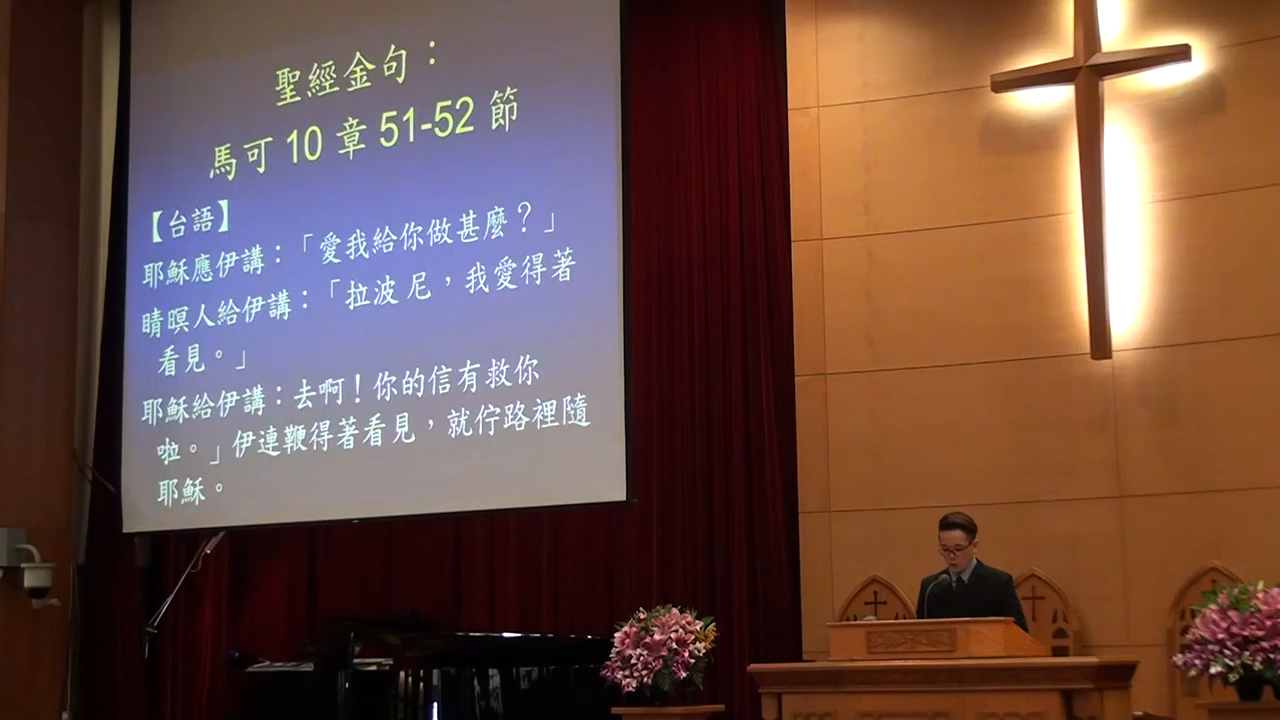 聖經金句：
馬可 10 章 51-52 節
【台語】
耶穌應伊講：「愛我給你做甚麼？」
睛暝人給伊講：「拉波尼，我愛得著
看見。」
耶穌給伊講：去啊！你的信有救你
啦。」伊連鞭得著看見，就佇路裡隨
耶穌。